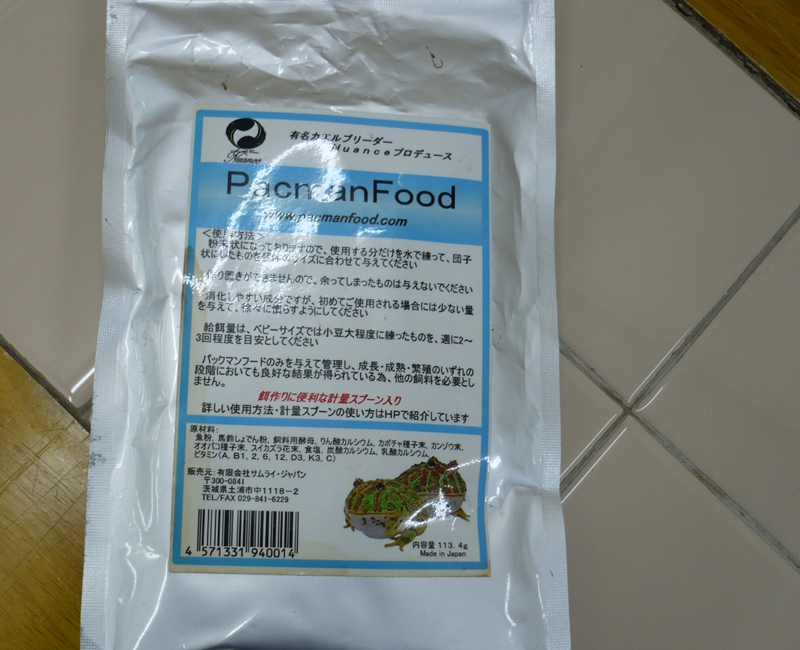 有名カエルブリーダー
Nuanceプロデュース
Nuance
PacmanFood
www.pacmanfood.com
＜使用方法＞
粉末状になっておりますので、使用する分だけを水で練って、団子
状にしたものを個体のサイズに合わせて与えてください
作り置きができませんので、余ってしまったものは与えないでください
消化しやすい成分ですが、初めてご使用される場合には少ない量
を与えて、徐々に慣らすようにしてください
給餌量は、ベビーサイズでは小豆大程度に練ったものを、週に2～
3回程度を目安としてください
パックマンフードのみを与えて管理し、成長・成熟・繁殖のいずれの
段階においても良好な結果が得られている為、他の飼料を必要とし
ません。
餌作りに便利な計量スプーン入り
詳しい使用方法・計量スプーンの使い方はHPで紹介しています
原材料：
魚粉, 馬鈴しょでん粉, 飼料用酵母, りん酸カルシウム, カボチャ種子末, カンゾウ末,
オオバコ種子末, スイカズラ花末, 食塩, 炭酸カルシウム, 乳酸カルシウム,
ビタミン(A, B1, 2, 6, 12, D3, K3, C)
販売元：有限会社サムライ・ジャパン
〒300-0841
茨城県土浦市中1118－2
TEL/FAX 029-841-6229
4 571331 940014
内容量 113. 4g
Made in Japan